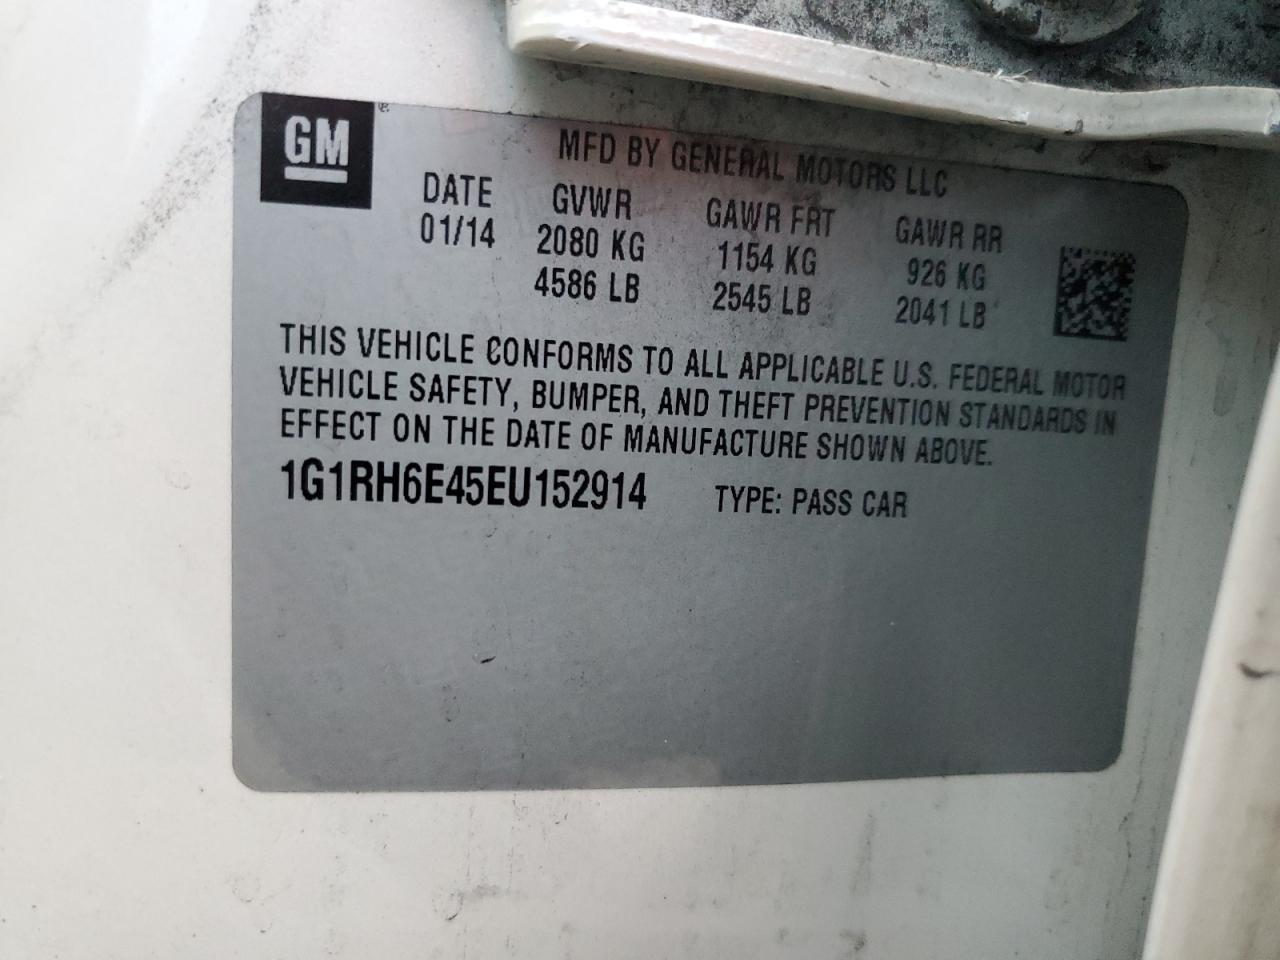 GM ®
MFD BY GENERAL MOTORS LLC
DATE GVWR GAWR FRT GAWR RR
01/14 2080 KG 1154 KG 926 KG
4586 LB 2545 LB 2041 LB
THIS VEHICLE CONFORMS TO ALL APPLICABLE U.S. FEDERAL MOTOR
VEHICLE SAFETY, BUMPER, AND THEFT PREVENTION STANDARDS IN
EFFECT ON THE DATE OF MANUFACTURE SHOWN ABOVE.
1G1RH6E45EU152914 TYPE: PASS CAR